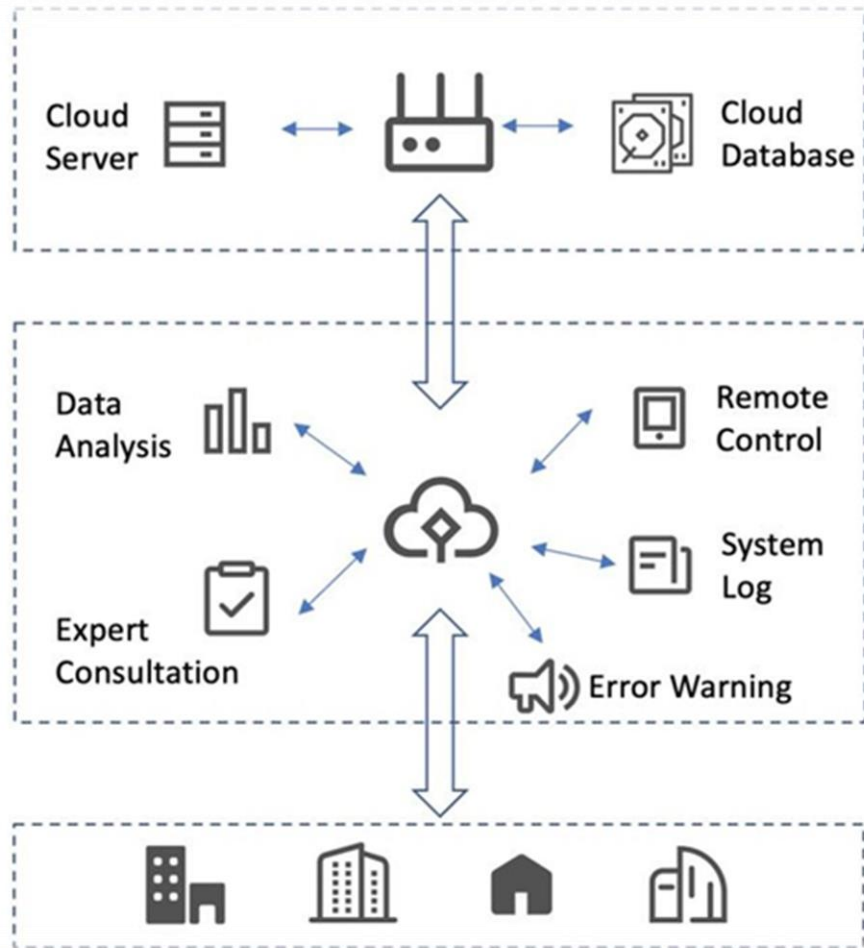 Cloud
Server
Cloud
Database
Data
Analysis
Remote
Control
System
Log
Expert
Consultation
Error Warning